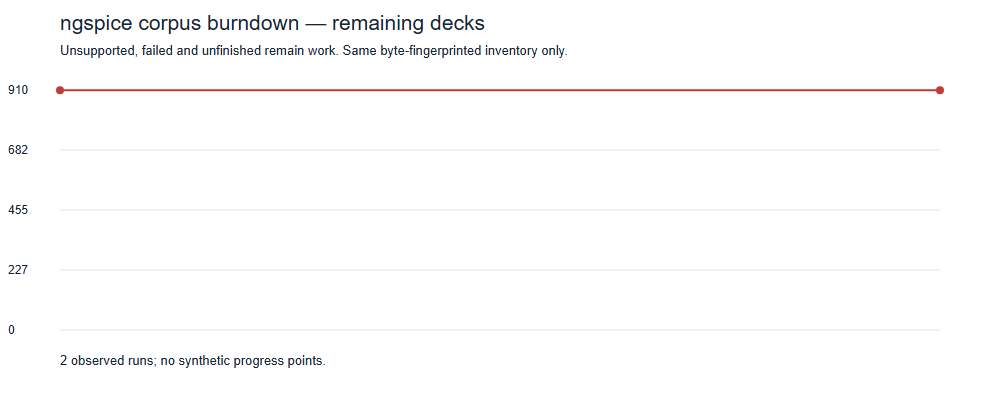 ngspice corpus burndown — remaining decks
Unsupported, failed and unfinished remain work. Same byte-fingerprinted inventory only.
910
682
455
227
0
2 observed runs; no synthetic progress points.